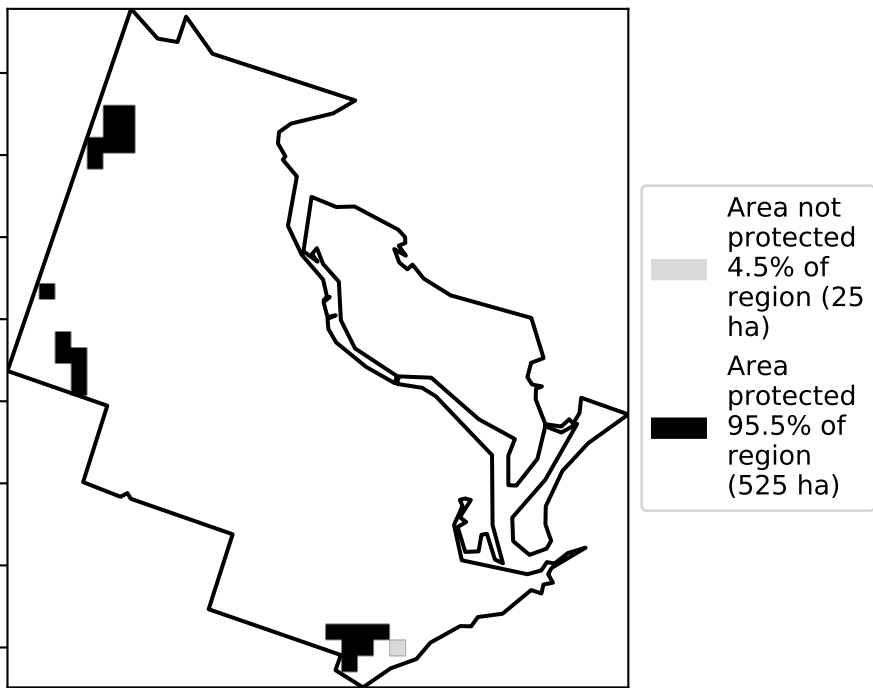 Area not
protected
4.5% of
region (25
ha)
Area
protected
95.5% of
region
(525 ha)